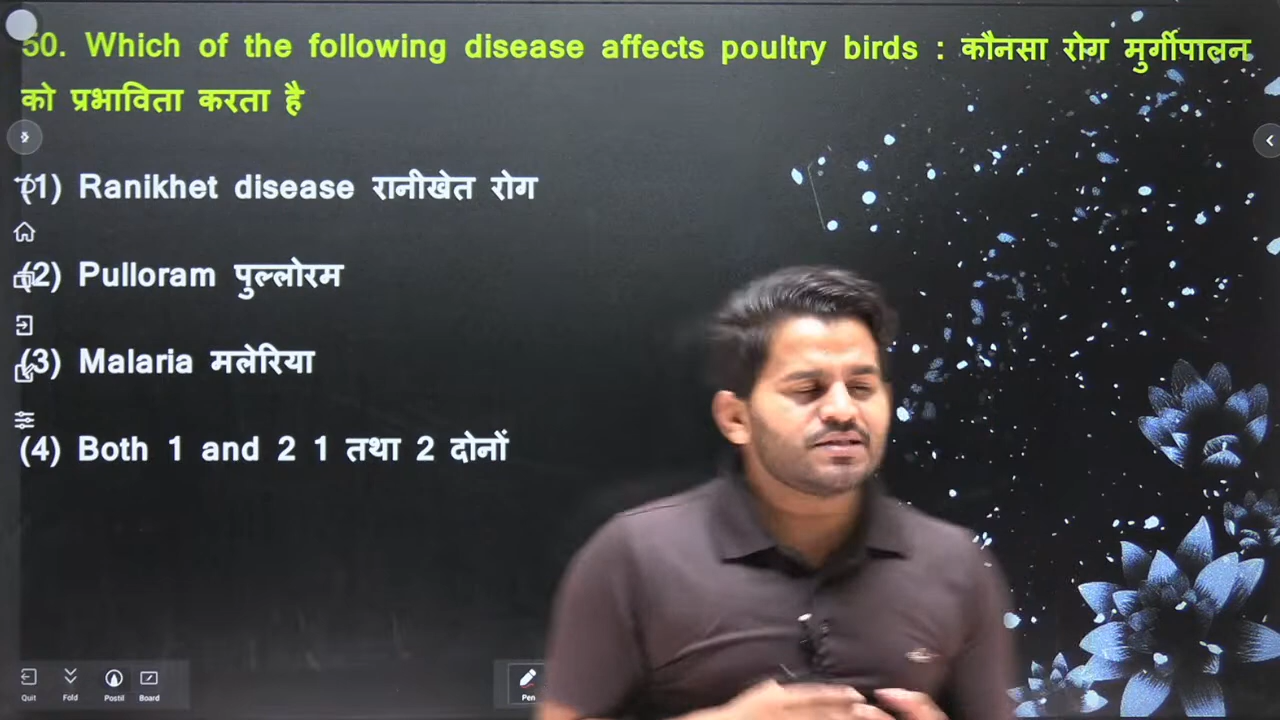 50. Which of the following disease affects poultry birds : कौनसा रोग मुर्गीपालन
को प्रभाविता करता है
(1) Ranikhet disease रानीखेत रोग
(2) Pulloram पुल्लोरम
(3) Malaria मलेरिया
(4) Both 1 and 2 1 तथा 2 दोनों
Quit Fold Postil Board Pen